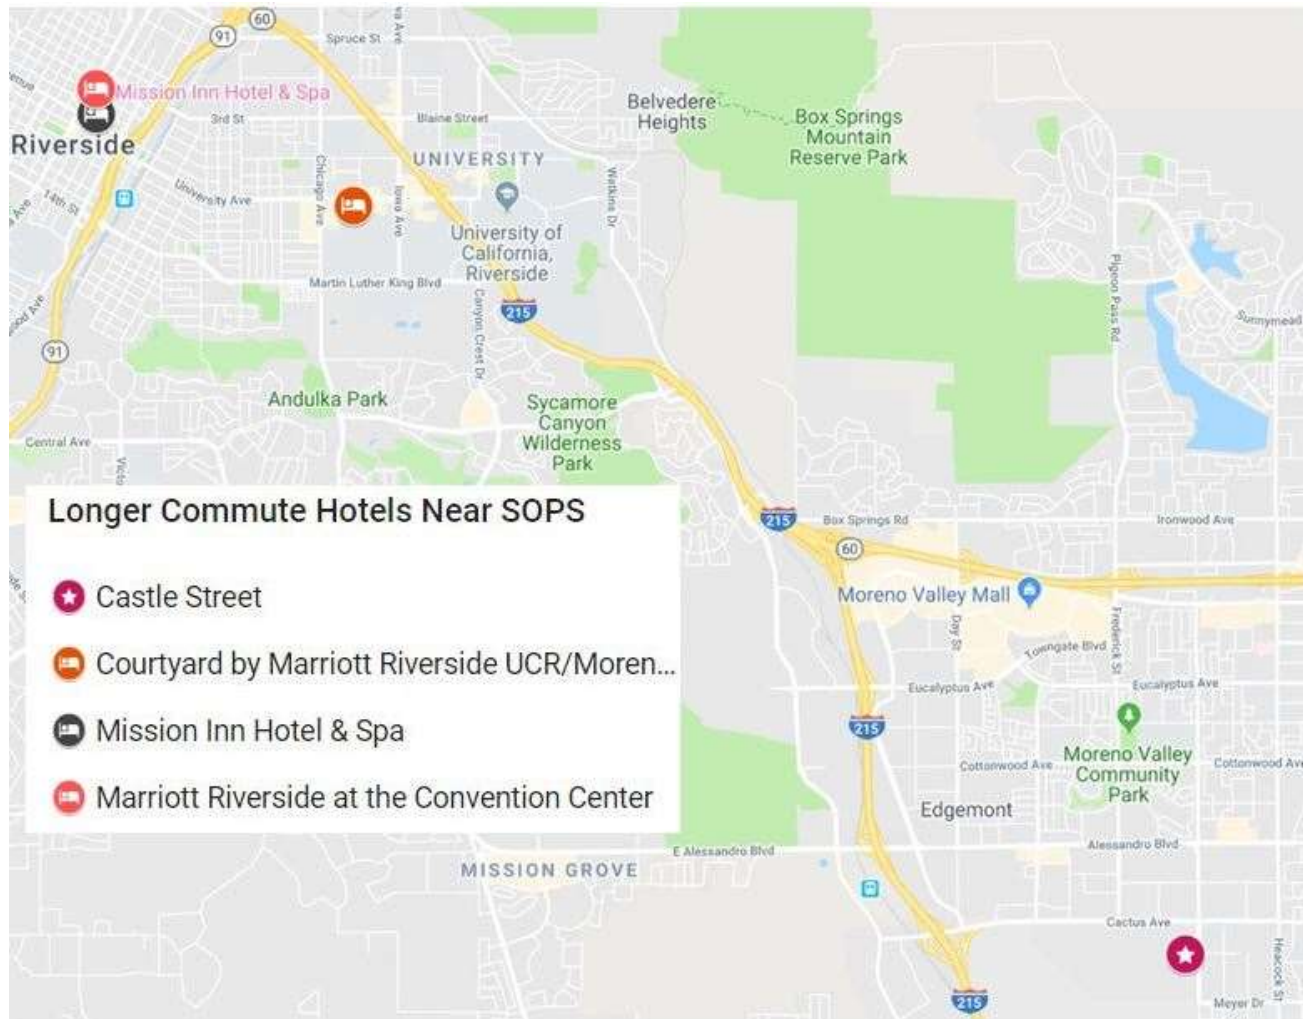 60
91
Spruce St
Mission Inn Hotel & Spa
3rd St
Blaine Street
Riverside
UNIVERSITY
Belvedere
Heights
Box Springs
Mountain
Reserve Park
14th St
University Ave
Chicago Ave
Iowa Ave
Watkins Dr
University of
California,
Riverside
Martin Luther King Blvd
Canyon Crest Dr
215
Pigeon Pass Rd
Sunnymead
91
Andulka Park
Sycamore
Canyon
Wilderness
Park
Central Ave
Longer Commute Hotels Near SOPS
Castle Street
Courtyard by Marriott Riverside UCR/Moren...
Mission Inn Hotel & Spa
Marriott Riverside at the Convention Center
215
Box Springs Rd
Ironwood Ave
60
Moreno Valley Mall
Day St
Frederick St
Towngate Blvd
Eucalyptus Ave
Eucalyptus Ave
215
Moreno Valley
Community
Park
Cottonwood Ave
Cottonwood Ave
Edgemont
E Alessandro Blvd
Alessandro Blvd
MISSION GROVE
Cactus Ave
Heacock St
215
Meyer Dr